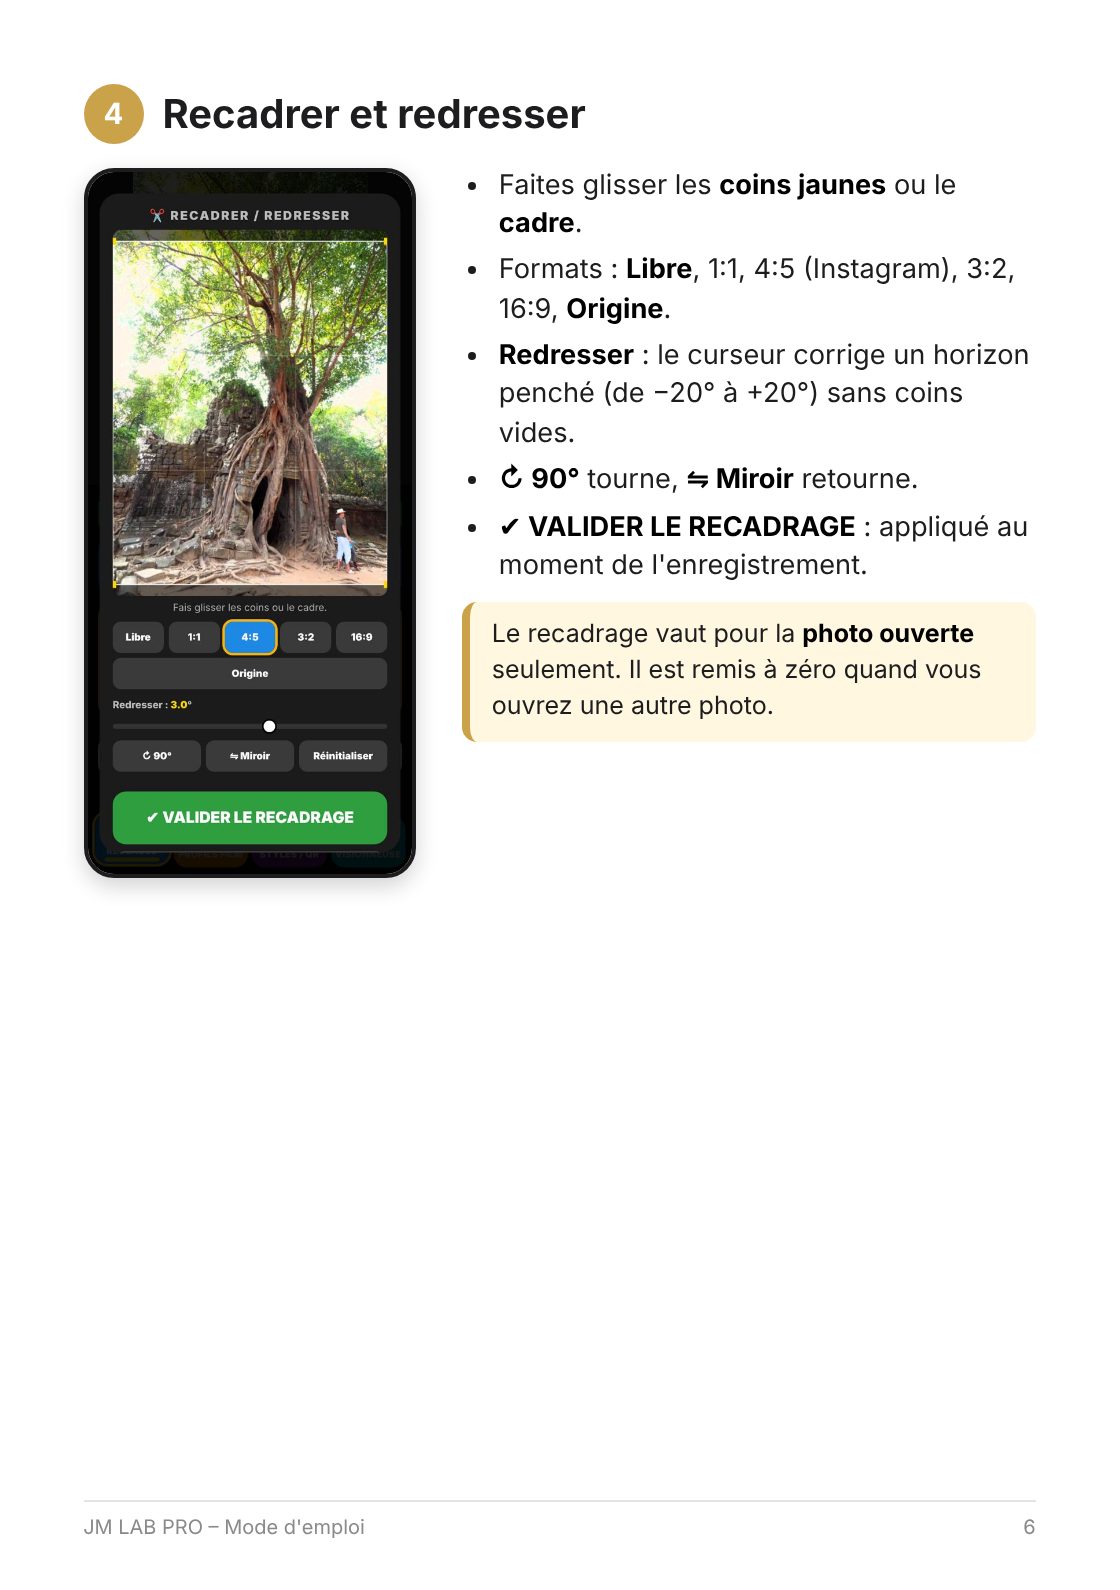 4 Recadrer et redresser
✂ RECADRER / REDRESSER
Fais glisser les coins ou le cadre.
Libre 1:1 4:5 3:2 16:9
Origine
Redresser : 3.0°
↻ 90° ⇋ Miroir Réinitialiser
✔ VALIDER LE RECADRAGE
• Faites glisser les coins jaunes ou le
cadre.
• Formats : Libre, 1:1, 4:5 (Instagram), 3:2,
16:9, Origine.
• Redresser : le curseur corrige un horizon
penché (de −20° à +20°) sans coins
vides.
• ↻ 90° tourne, ⇋ Miroir retourne.
• ✔ VALIDER LE RECADRAGE : appliqué au
moment de l'enregistrement.
Le recadrage vaut pour la photo ouverte
seulement. Il est remis à zéro quand vous
ouvrez une autre photo.
JM LAB PRO – Mode d'emploi 6